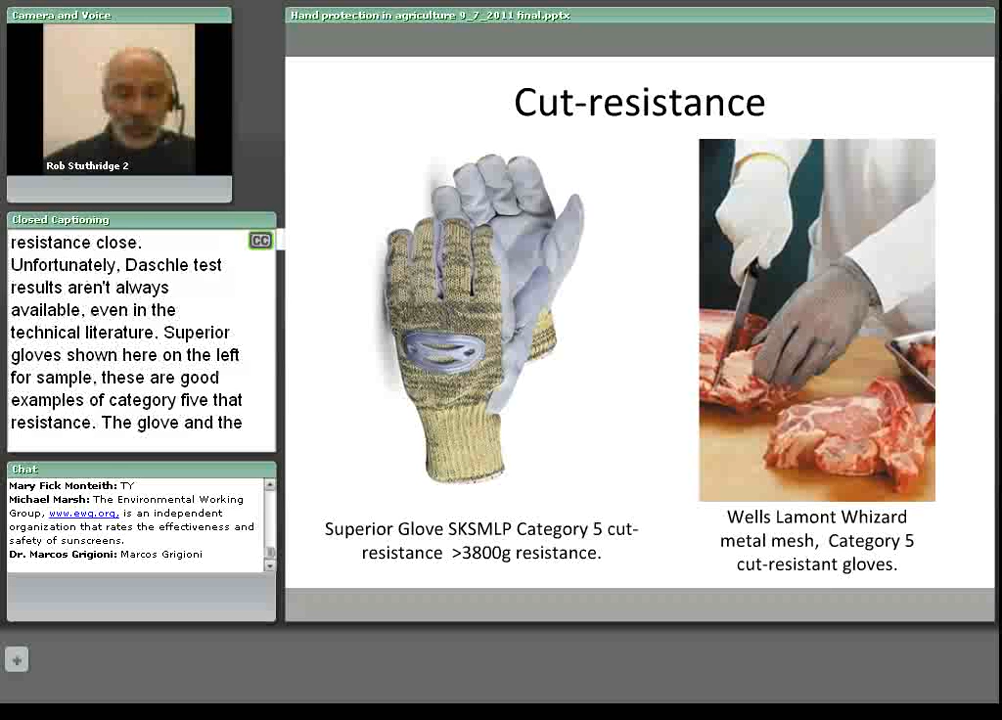 Camera and Voice
Rob Stuthridge 2
Closed Captioning
resistance close.
Unfortunately, Daschle test
results aren't always
available, even in the
technical literature. Superior
gloves shown here on the left
for sample, these are good
examples of category five that
resistance. The glove and the
CC
Chat
Mary Fick Monteith: TY
Michael Marsh: The Environmental Working
Group, www.ewg.org, is an independent
organization that rates the effectiveness and
safety of sunscreens.
Dr. Marcos Grigioni: Marcos Grigioni
Hand protection in agriculture 9_7_2011 final.pptx
Cut-resistance
Superior Glove SKSMLP Category 5 cut-
resistance >3800g resistance.
Wells Lamont Whizard
metal mesh, Category 5
cut-resistant gloves.